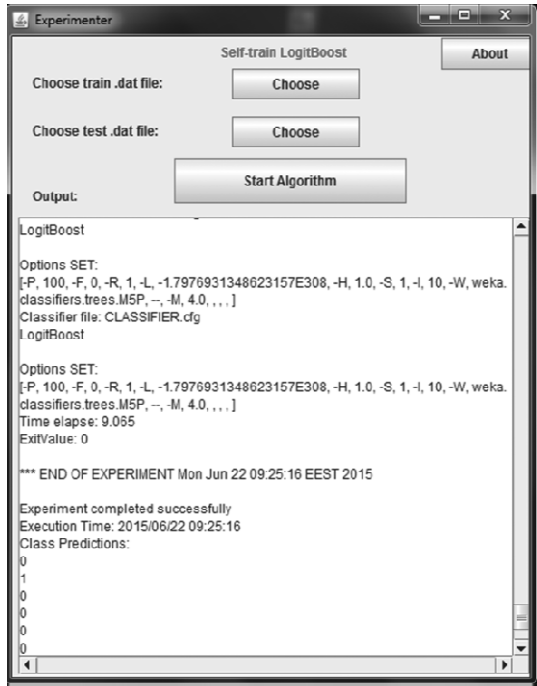 Experimenter
Self-train LogitBoost
About
Choose train .dat file:
Choose
Choose test .dat file:
Choose
Start Algorithm
Output:
LogitBoost
Options SET:
[-P, 100, -F, 0, -R, 1, -L, -1.7976931348623157E308, -H, 1.0, -S, 1, -I, 10, -W, weka.
classifiers.trees.M5P, --, -M, 4.0, , , , ]
Classifier file: CLASSIFIER.cfg
LogitBoost
Options SET:
[-P, 100, -F, 0, -R, 1, -L, -1.7976931348623157E308, -H, 1.0, -S, 1, -I, 10, -W, weka.
classifiers.trees.M5P, --, -M, 4.0, , , , ]
Time elapse: 9.065
ExitValue: 0
*** END OF EXPERIMENT Mon Jun 22 09:25:16 EEST 2015
Experiment completed successfully
Execution Time: 2015/06/22 09:25:16
Class Predictions:
0
1
0
0
0
0